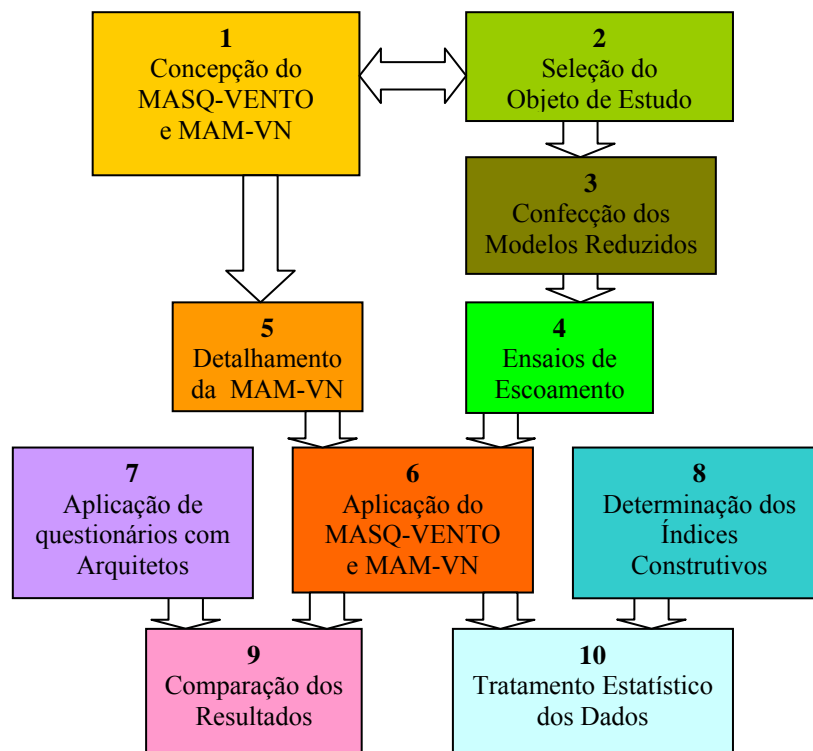 1
Concepção do
MASQ-VENTO
e MAM-VN
2
Seleção do
Objeto de Estudo
3
Confecção dos
Modelos Reduzidos
5
Detalhamento
da MAM-VN
4
Ensaios de
Escoamento
7
Aplicação de
questionários com
Arquitetos
6
Aplicação do
MASQ-VENTO
e MAM-VN
8
Determinação dos
Índices
Construtivos
9
Comparação dos
Resultados
10
Tratamento Estatístico
dos Dados